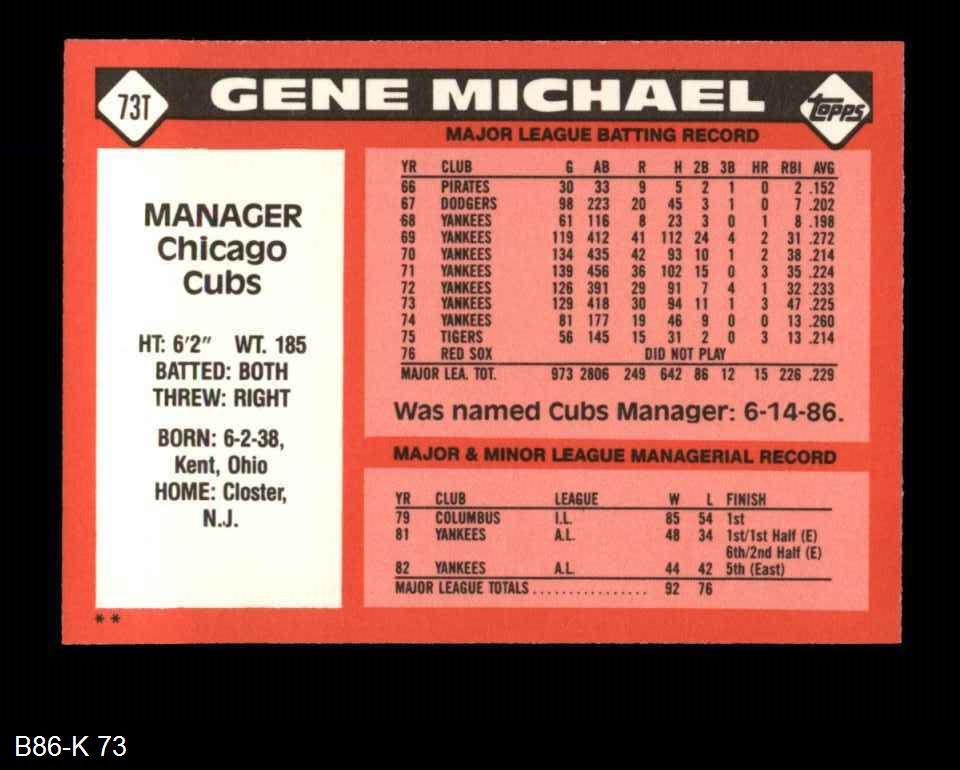 73T
GENE MICHAEL
TOPPS
MANAGER
Chicago
Cubs
HT: 6'2" WT. 185
BATTED: BOTH
THREW: RIGHT
BORN: 6-2-38,
Kent, Ohio
HOME: Closter,
N.J.
**
MAJOR LEAGUE BATTING RECORD
YR CLUB G AB R H 2B 3B HR RBI AVG
66 PIRATES 30 33 9 5 2 1 0 2 .152
67 DODGERS 98 223 20 45 3 1 0 7 .202
68 YANKEES 61 116 8 23 3 0 1 8 .198
69 YANKEES 119 412 41 112 24 4 2 31 .272
70 YANKEES 134 435 42 93 10 1 2 38 .214
71 YANKEES 139 456 36 102 15 0 3 35 .224
72 YANKEES 126 391 29 91 7 4 1 32 .233
73 YANKEES 129 418 30 94 11 1 3 47 .225
74 YANKEES 81 177 19 46 9 0 0 13 .260
75 TIGERS 56 145 15 31 2 0 3 13 .214
76 RED SOX DID NOT PLAY
MAJOR LEA. TOT. 973 2806 249 642 86 12 15 226 .229
Was named Cubs Manager: 6-14-86.
MAJOR & MINOR LEAGUE MANAGERIAL RECORD
YR CLUB LEAGUE W L FINISH
79 COLUMBUS I.L. 85 54 1st
81 YANKEES A.L. 48 34 1st/1st Half (E)
6th/2nd Half (E)
82 YANKEES A.L. 44 42 5th (East)
MAJOR LEAGUE TOTALS ................. 92 76
B86-K 73